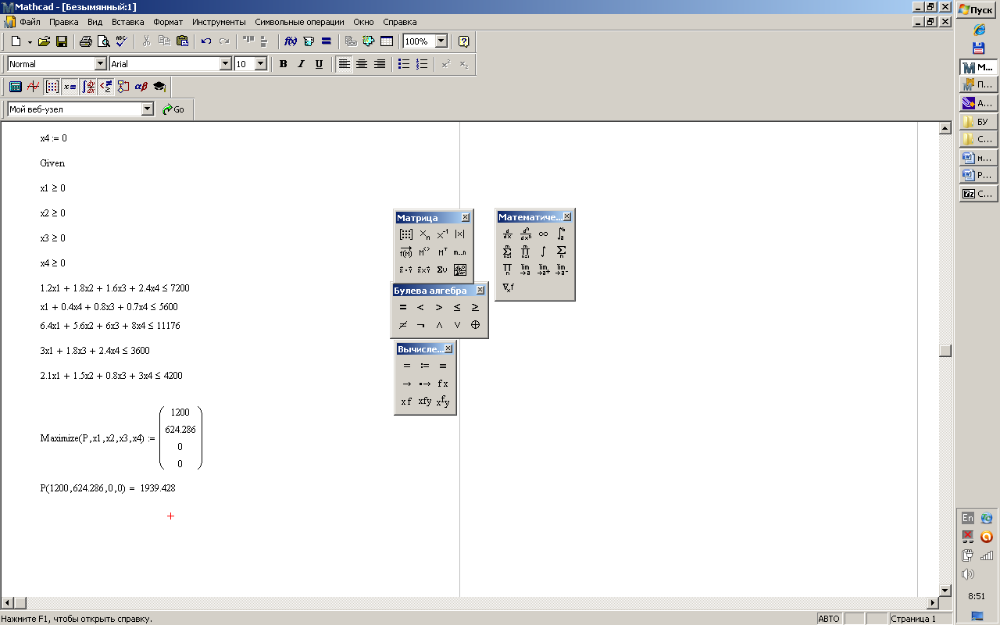 Mathcad - [Безымянный:1]
Файл Правка Вид Вставка Формат Инструменты Символьные операции Окно Справка
100%
Normal Arial 10 B I U
Мой веб-узел Go
x4 := 0
Given
x1 ≥ 0
x2 ≥ 0
x3 ≥ 0
x4 ≥ 0
1.2x1 + 1.8x2 + 1.6x3 + 2.4x4 ≤ 7200
x1 + 0.4x4 + 0.8x3 + 0.7x4 ≤ 5600
6.4x1 + 5.6x2 + 6x3 + 8x4 ≤ 11176
3x1 + 1.8x3 + 2.4x4 ≤ 3600
2.1x1 + 1.5x2 + 0.8x3 + 3x4 ≤ 4200
1200
624.286
Maximize(P,x1,x2,x3,x4) :=
0
0
P(1200,624.286,0,0) = 1939.428
Матрица
Математиче...
Булева алгебра
= < > ≤ ≥
≠ ¬ ∧ ∨ ⊕
Вычисле...
= := ≡
→ ▪→ f x
x f xfy x f y
Пуск
М...
П...
А...
БУ
С...
м...
Р...
С...
En
8:51
Нажмите F1, чтобы открыть справку.
АВТО
Страница 1